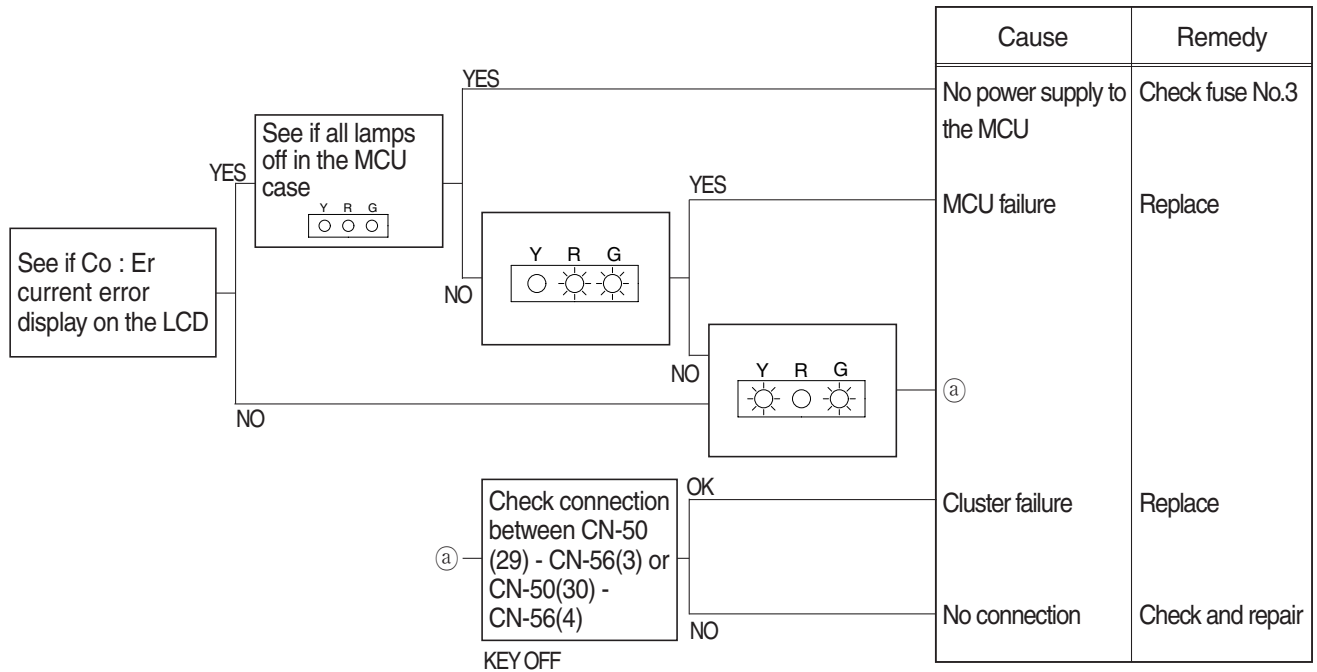 Cause
Remedy
YES
No power supply to
the MCU
Check fuse No.3
See if all lamps
off in the MCU
case
Y R G
YES
YES
MCU failure
Replace
See if Co : Er
current error
display on the LCD
Y R G
NO
NO
Y R G
ⓐ
NO
Check connection
between CN-50
(29) - CN-56(3) or
CN-50(30) -
CN-56(4)
ⓐ
OK
Cluster failure
Replace
NO
No connection
Check and repair
KEY OFF